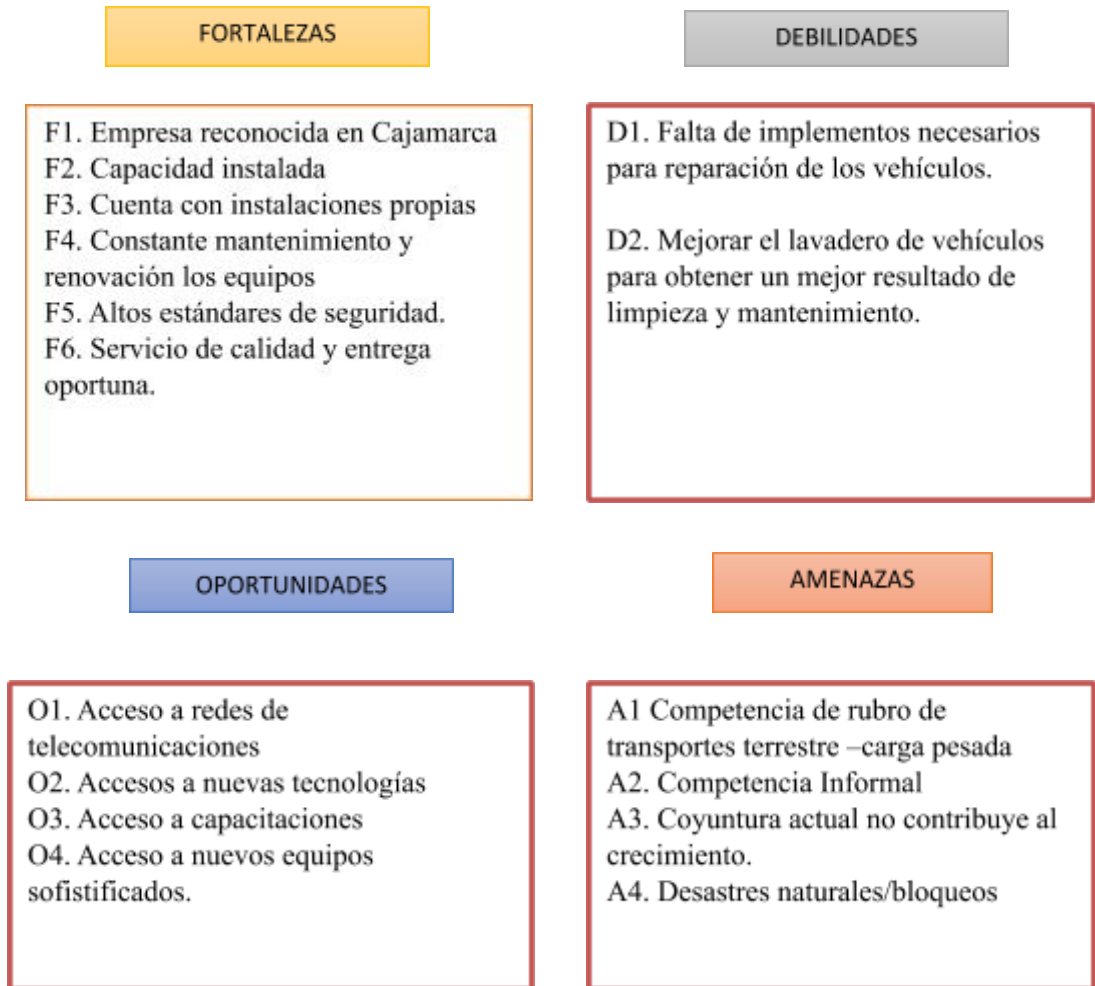 FORTALEZAS
F1. Empresa reconocida en Cajamarca
F2. Capacidad instalada
F3. Cuenta con instalaciones propias
F4. Constante mantenimiento y
renovación los equipos
F5. Altos estándares de seguridad.
F6. Servicio de calidad y entrega
oportuna.
DEBILIDADES
D1. Falta de implementos necesarios
para reparación de los vehículos.
D2. Mejorar el lavadero de vehículos
para obtener un mejor resultado de
limpieza y mantenimiento.
OPORTUNIDADES
O1. Acceso a redes de
telecomunicaciones
O2. Accesos a nuevas tecnologías
O3. Acceso a capacitaciones
O4. Acceso a nuevos equipos
sofistificados.
AMENAZAS
A1 Competencia de rubro de
transportes terrestre –carga pesada
A2. Competencia Informal
A3. Coyuntura actual no contribuye al
crecimiento.
A4. Desastres naturales/bloqueos